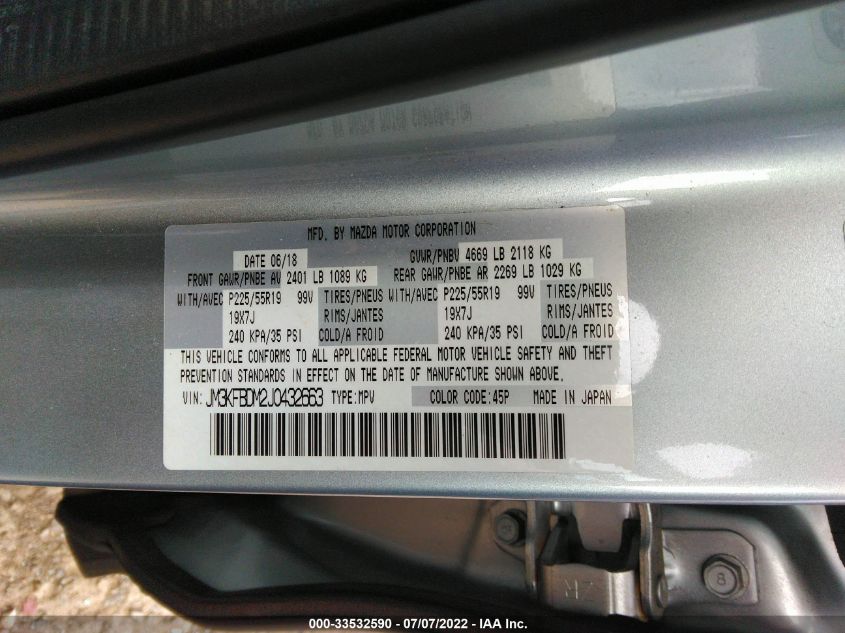 MFD. BY MAZDA MOTOR CORPORATION
DATE 06/18 GVWR/PNBV 4669 LB 2118 KG
FRONT GAWR/PNBE AV 2401 LB 1089 KG REAR GAWR/PNBE AR 2269 LB 1029 KG
WITH/AVEC P225/55R19 99V TIRES/PNEUS WITH/AVEC P225/55R19 99V TIRES/PNEUS
19X7J RIMS/JANTES 19X7J RIMS/JANTES
240 KPA/35 PSI COLD/A FROID 240 KPA/35 PSI COLD/A FROID
THIS VEHICLE CONFORMS TO ALL APPLICABLE FEDERAL MOTOR VEHICLE SAFETY AND THEFT
PREVENTION STANDARDS IN EFFECT ON THE DATE OF MANUFACTURE SHOWN ABOVE.
VIN: JM3KFBDM2J0432663 TYPE:MPV COLOR CODE:45P MADE IN JAPAN
8
000-33532590 - 07/07/2022 - IAA Inc.